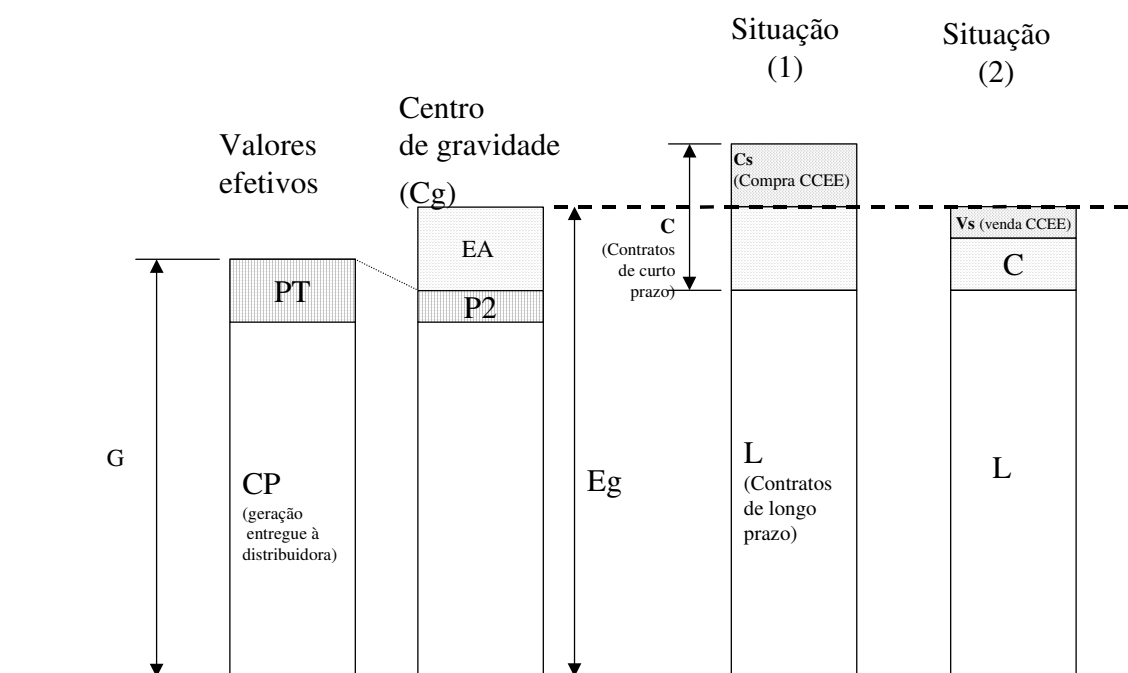 Situação
(1)
Situação
(2)
Valores
efetivos
Centro
de gravidade
(Cg)
Cs
(Compra CCEE)
C
(Contratos
de curto
prazo)
Vs (venda CCEE)
C
EA
PT
P2
G
CP
(geração
entregue à
distribuidora)
Eg
L
(Contratos
de longo
prazo)
L